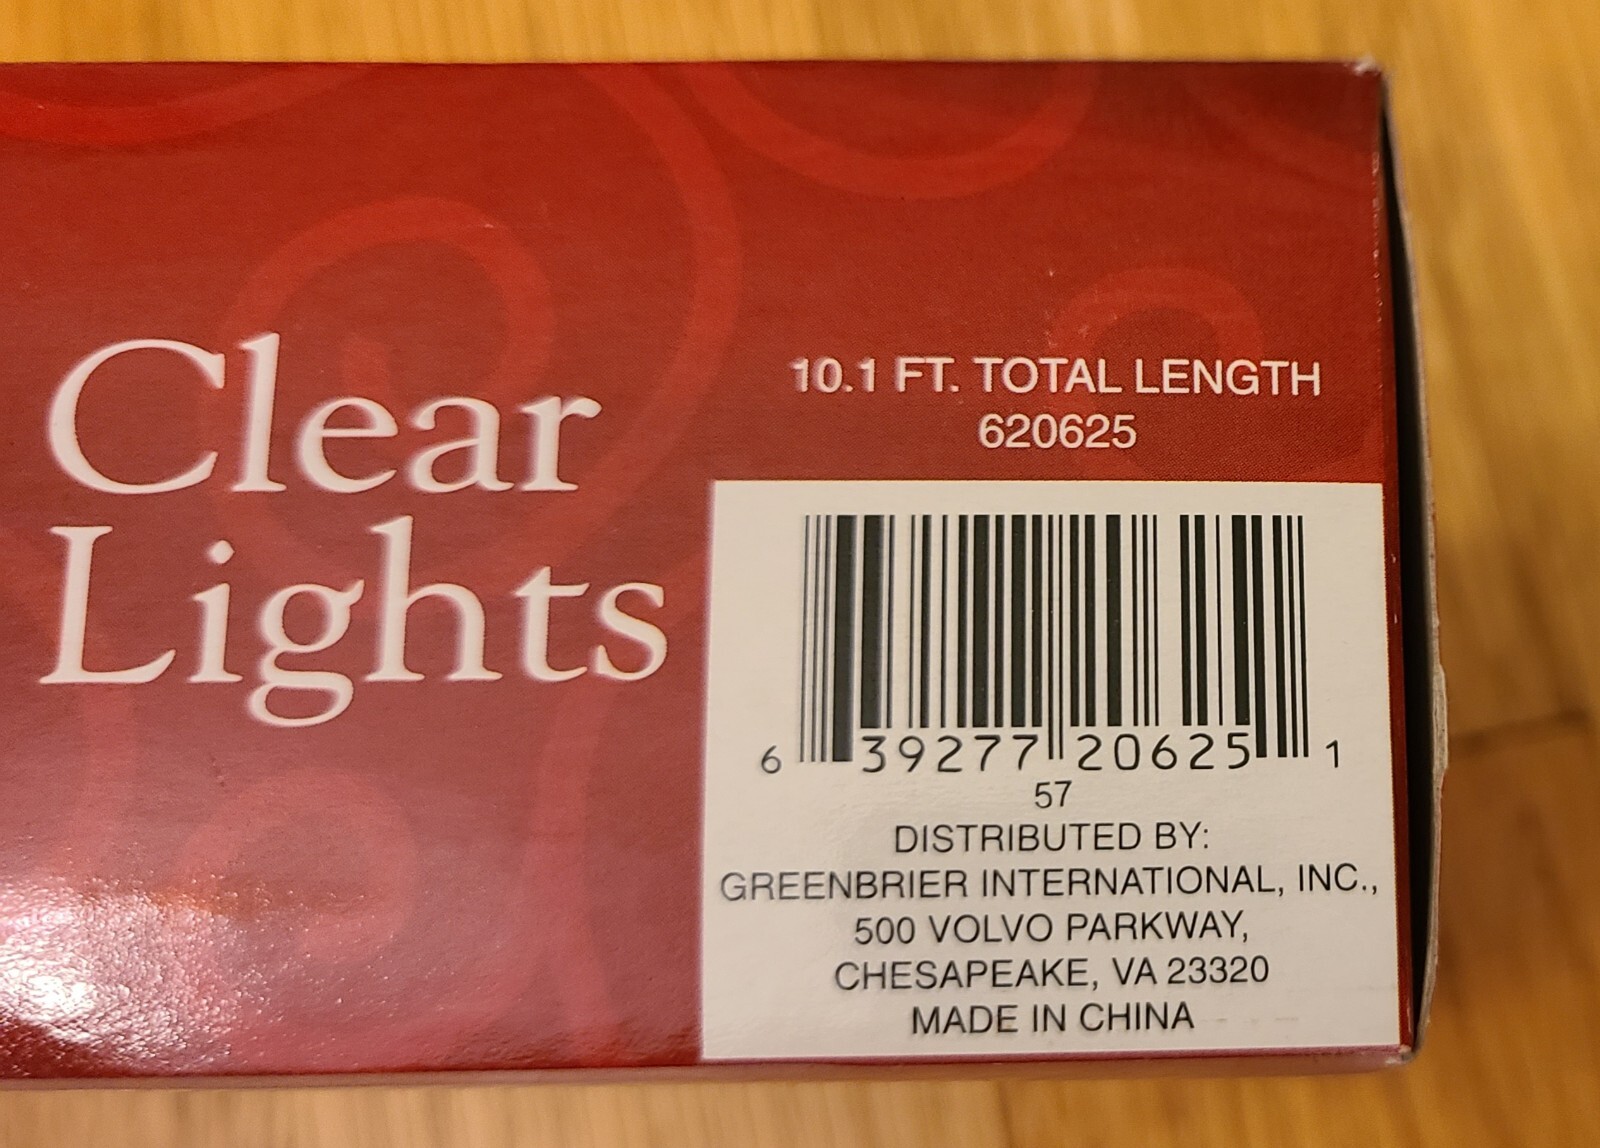 Clear
Lights
10.1 FT. TOTAL LENGTH
620625
6 39277 20625 1
57
DISTRIBUTED BY:
GREENBRIER INTERNATIONAL, INC.,
500 VOLVO PARKWAY,
CHESAPEAKE, VA 23320
MADE IN CHINA